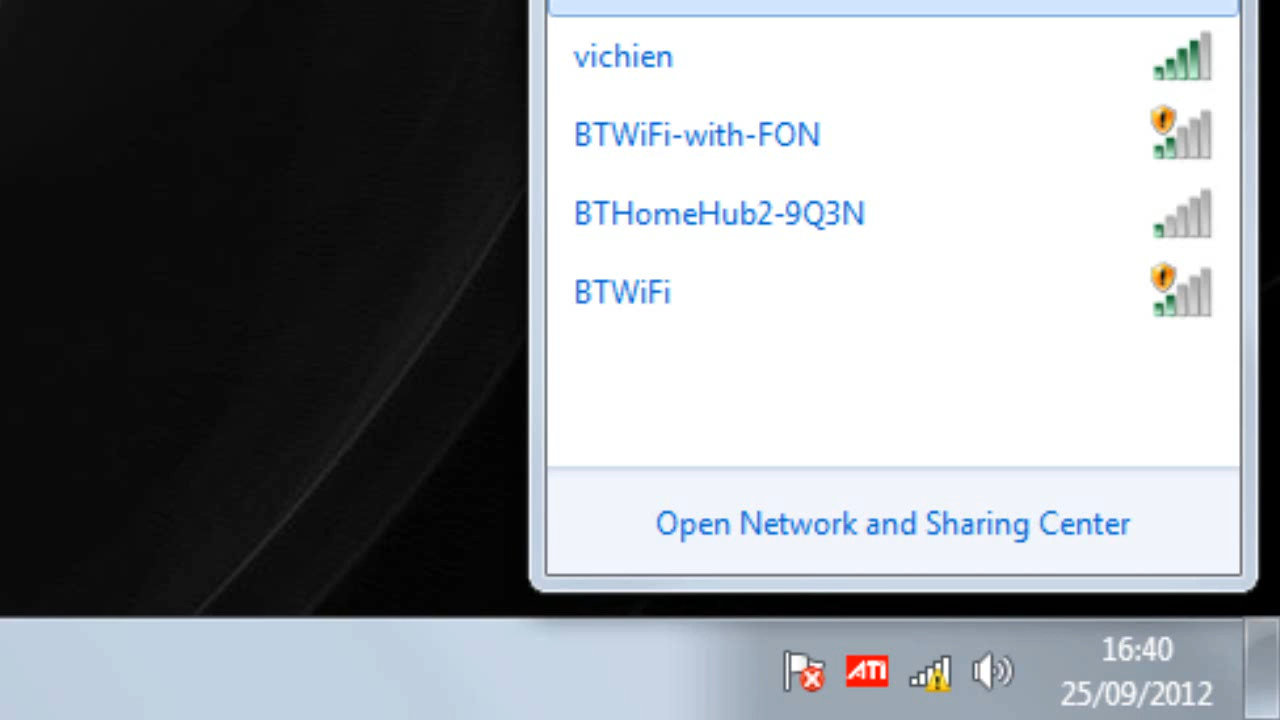 vichien
BTWiFi-with-FON
BTHomeHub2-9Q3N
BTWiFi
Open Network and Sharing Center
ATI
16:40
25/09/2012